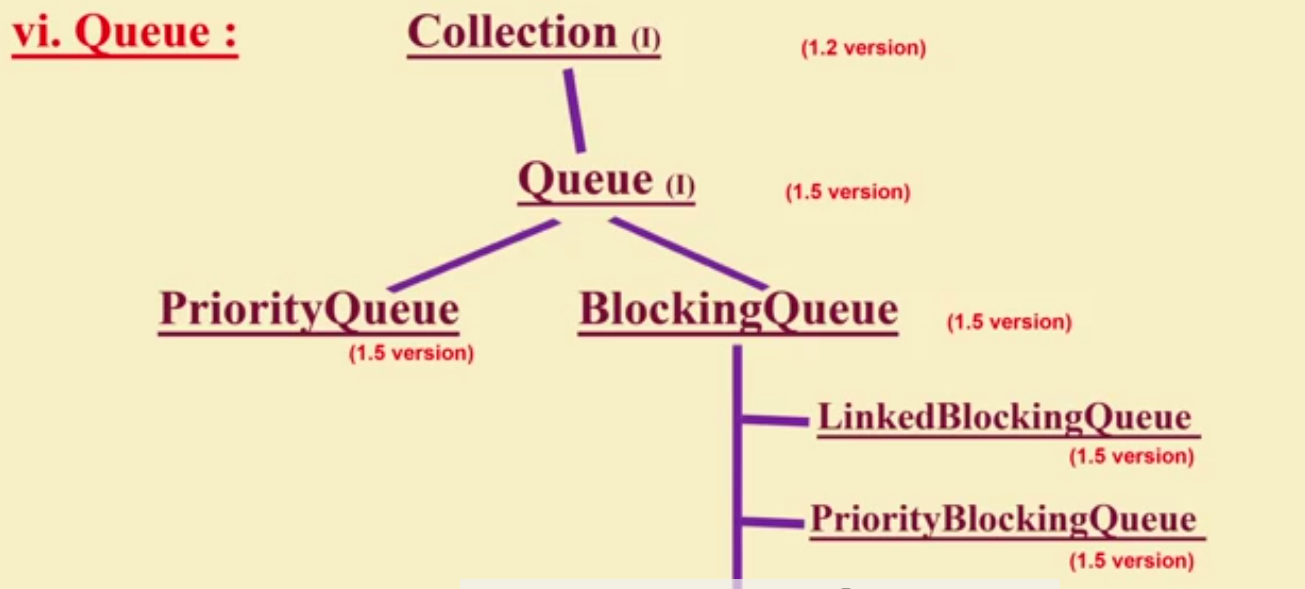 vi. Queue :
Collection (I)
(1.2 version)
Queue (I)
(1.5 version)
PriorityQueue
(1.5 version)
BlockingQueue
(1.5 version)
LinkedBlockingQueue
(1.5 version)
PriorityBlockingQueue
(1.5 version)